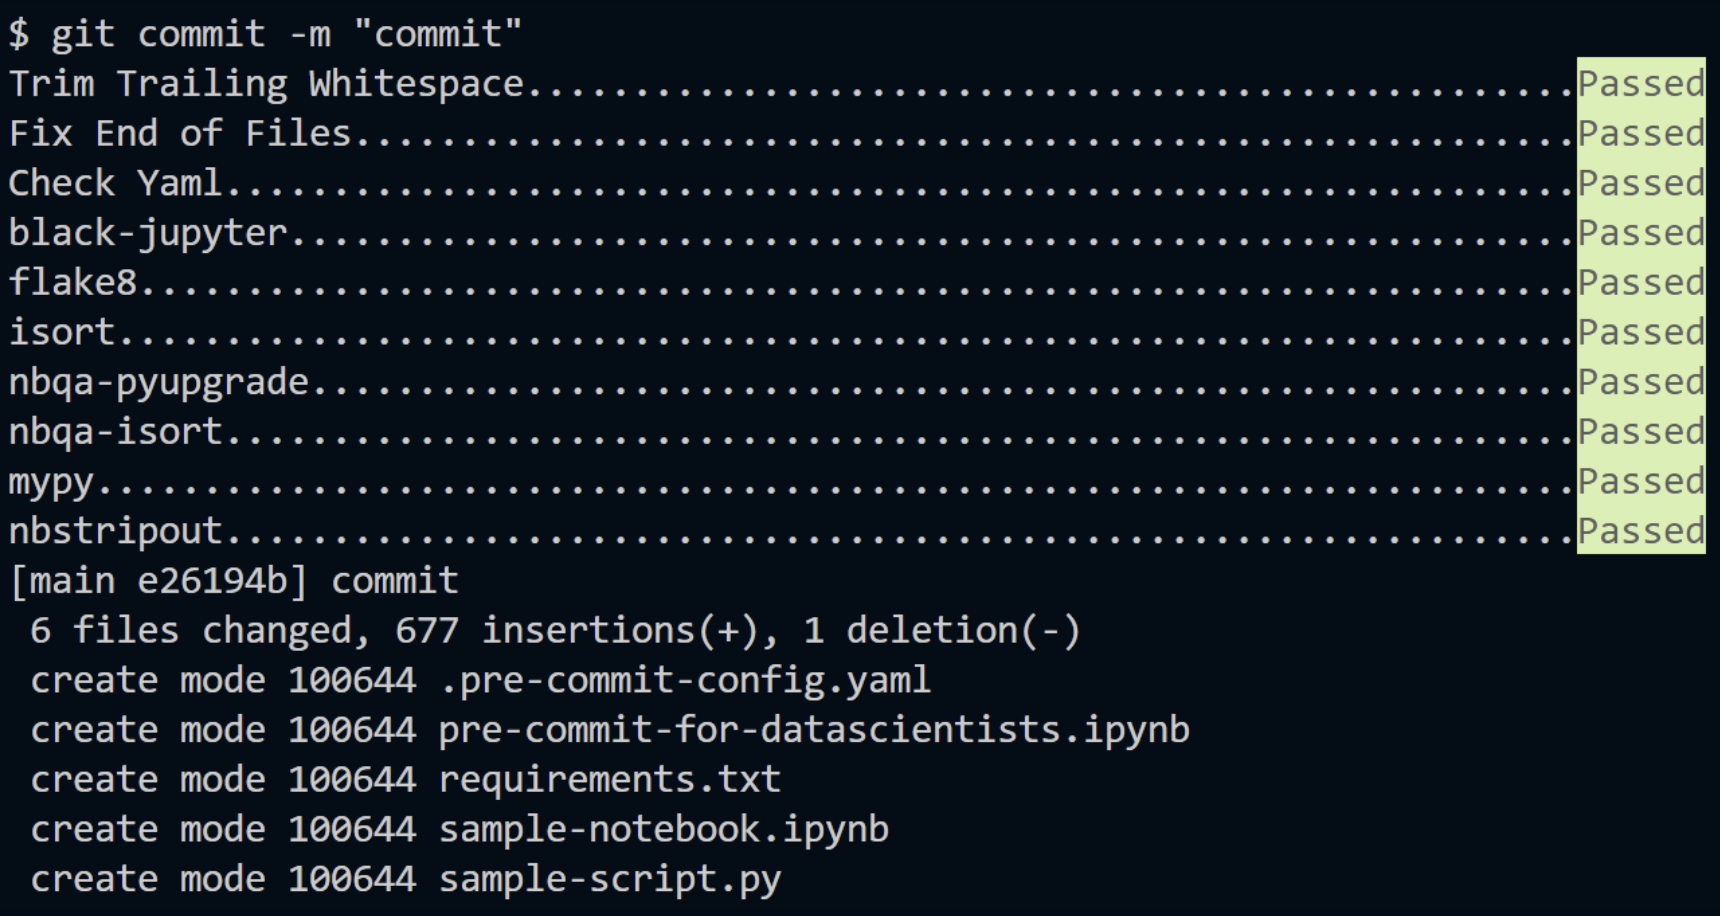 $ git commit -m "commit"
Trim Trailing Whitespace.................................................Passed
Fix End of Files.........................................................Passed
Check Yaml...............................................................Passed
black-jupyter............................................................Passed
flake8...................................................................Passed
isort....................................................................Passed
nbqa-pyupgrade...........................................................Passed
nbqa-isort...............................................................Passed
mypy.....................................................................Passed
nbstripout...............................................................Passed
[main e26194b] commit
 6 files changed, 677 insertions(+), 1 deletion(-)
 create mode 100644 .pre-commit-config.yaml
 create mode 100644 pre-commit-for-datascientists.ipynb
 create mode 100644 requirements.txt
 create mode 100644 sample-notebook.ipynb
 create mode 100644 sample-script.py